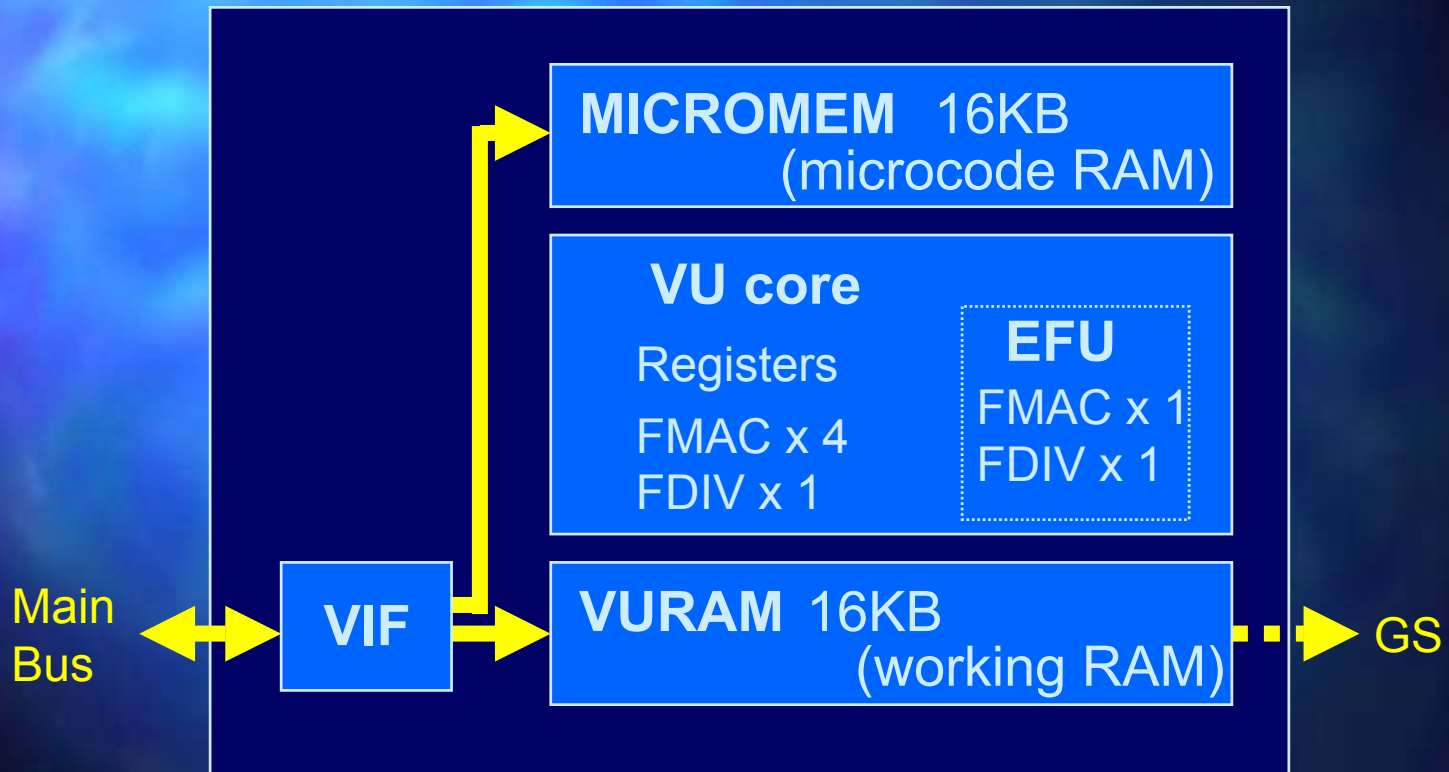 MICROMEM 16KB
(microcode RAM)
VU core
Registers
FMAC x 4
FDIV x 1
EFU
FMAC x 1
FDIV x 1
Main
Bus
VIF
VURAM 16KB
(working RAM)
GS